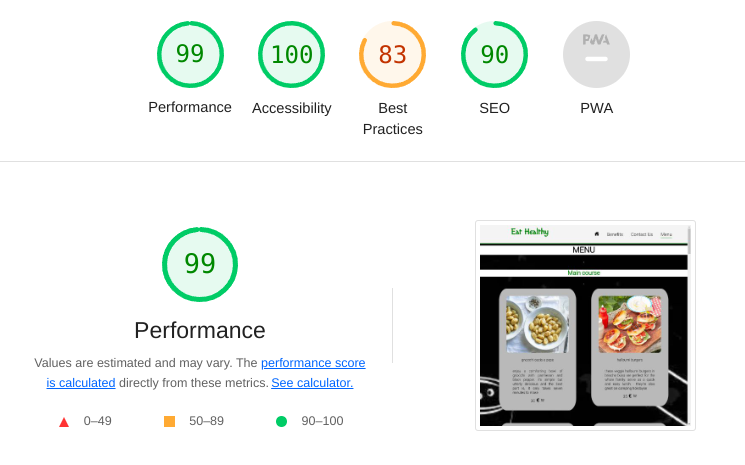 99
100
83
90
PWA
Performance
Accessibility
Best
Practices
SEO
PWA
99
Performance
Values are estimated and may vary. The performance score
is calculated directly from these metrics. See calculator.
0–49
50–89
90–100
Eat Healthy
Benefits
Contact Us
Menu
MENU
Main course